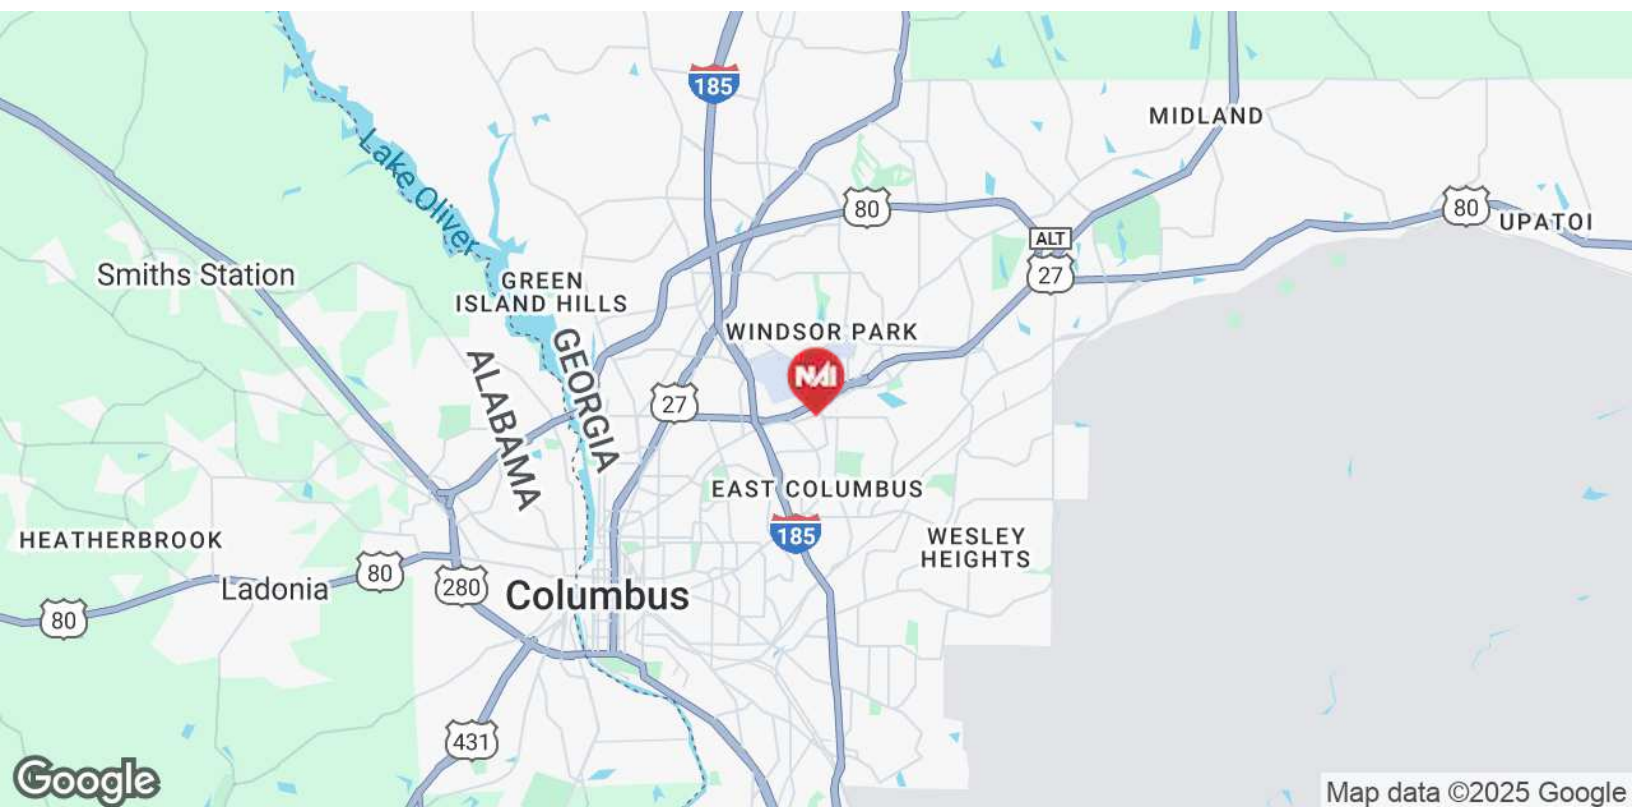 185
MIDLAND
Lake Oliver
80
80
UPATOI
ALT
27
Smiths Station
GREEN
ISLAND HILLS
WINDSOR PARK
GEORGIA
ALABAMA
NAI
27
EAST COLUMBUS
185
WESLEY
HEIGHTS
HEATHERBROOK
80
Ladonia
280
Columbus
80
431
Google
Map data ©2025 Google